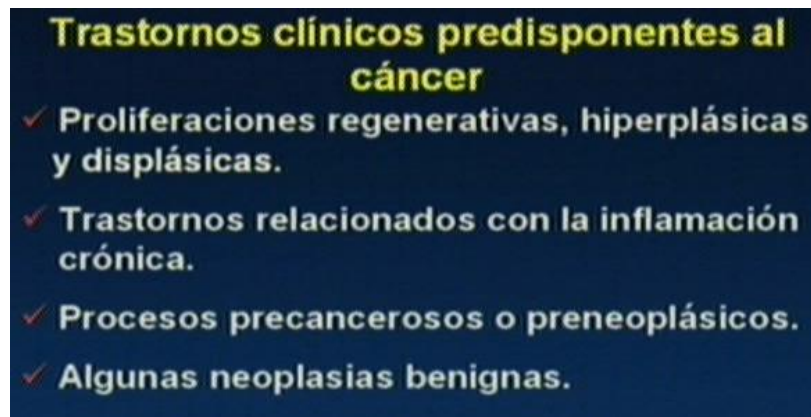 Trastornos clínicos predisponentes al
cáncer
Proliferaciones regenerativas, hiperplásicas
y displásicas.
Trastornos relacionados con la inflamación
crónica.
Procesos precancerosos o preneoplásicos.
Algunas neoplasias benignas.